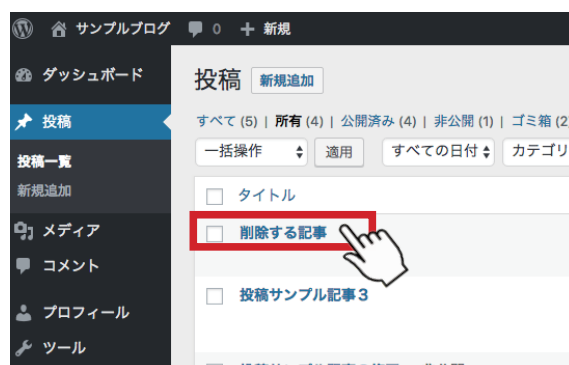 サンプルブログ 0 新規
ダッシュボード
投稿
投稿一覧
新規追加
メディア
コメント
プロフィール
ツール
投稿 新規追加
すべて (5) | 所有 (4) | 公開済み (4) | 非公開 (1) | ゴミ箱 (2
一括操作 適用 すべての日付 カテゴリ
タイトル
削除する記事
投稿サンプル記事3